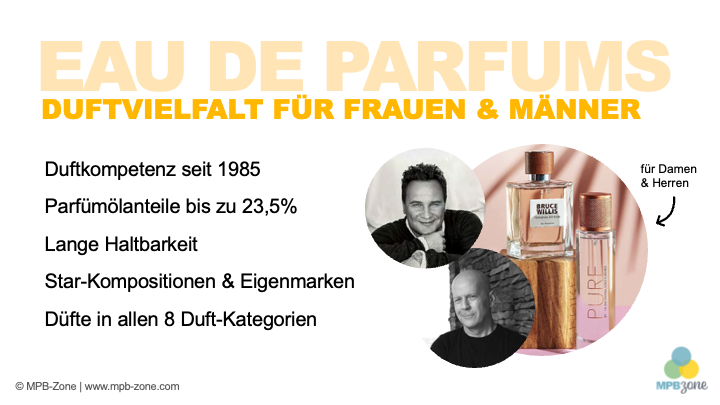 EAU DE PARFUMS
DUFTVIELFALT FÜR FRAUEN & MÄNNER
Duftkompetenz seit 1985
Parfümölanteile bis zu 23,5%
Lange Haltbarkeit
Star-Kompositionen & Eigenmarken
Düfte in allen 8 Duft-Kategorien
für Damen
& Herren
BRUCE
WILLIS
PURE
© MPB-Zone | www.mpb-zone.com
MPBzone